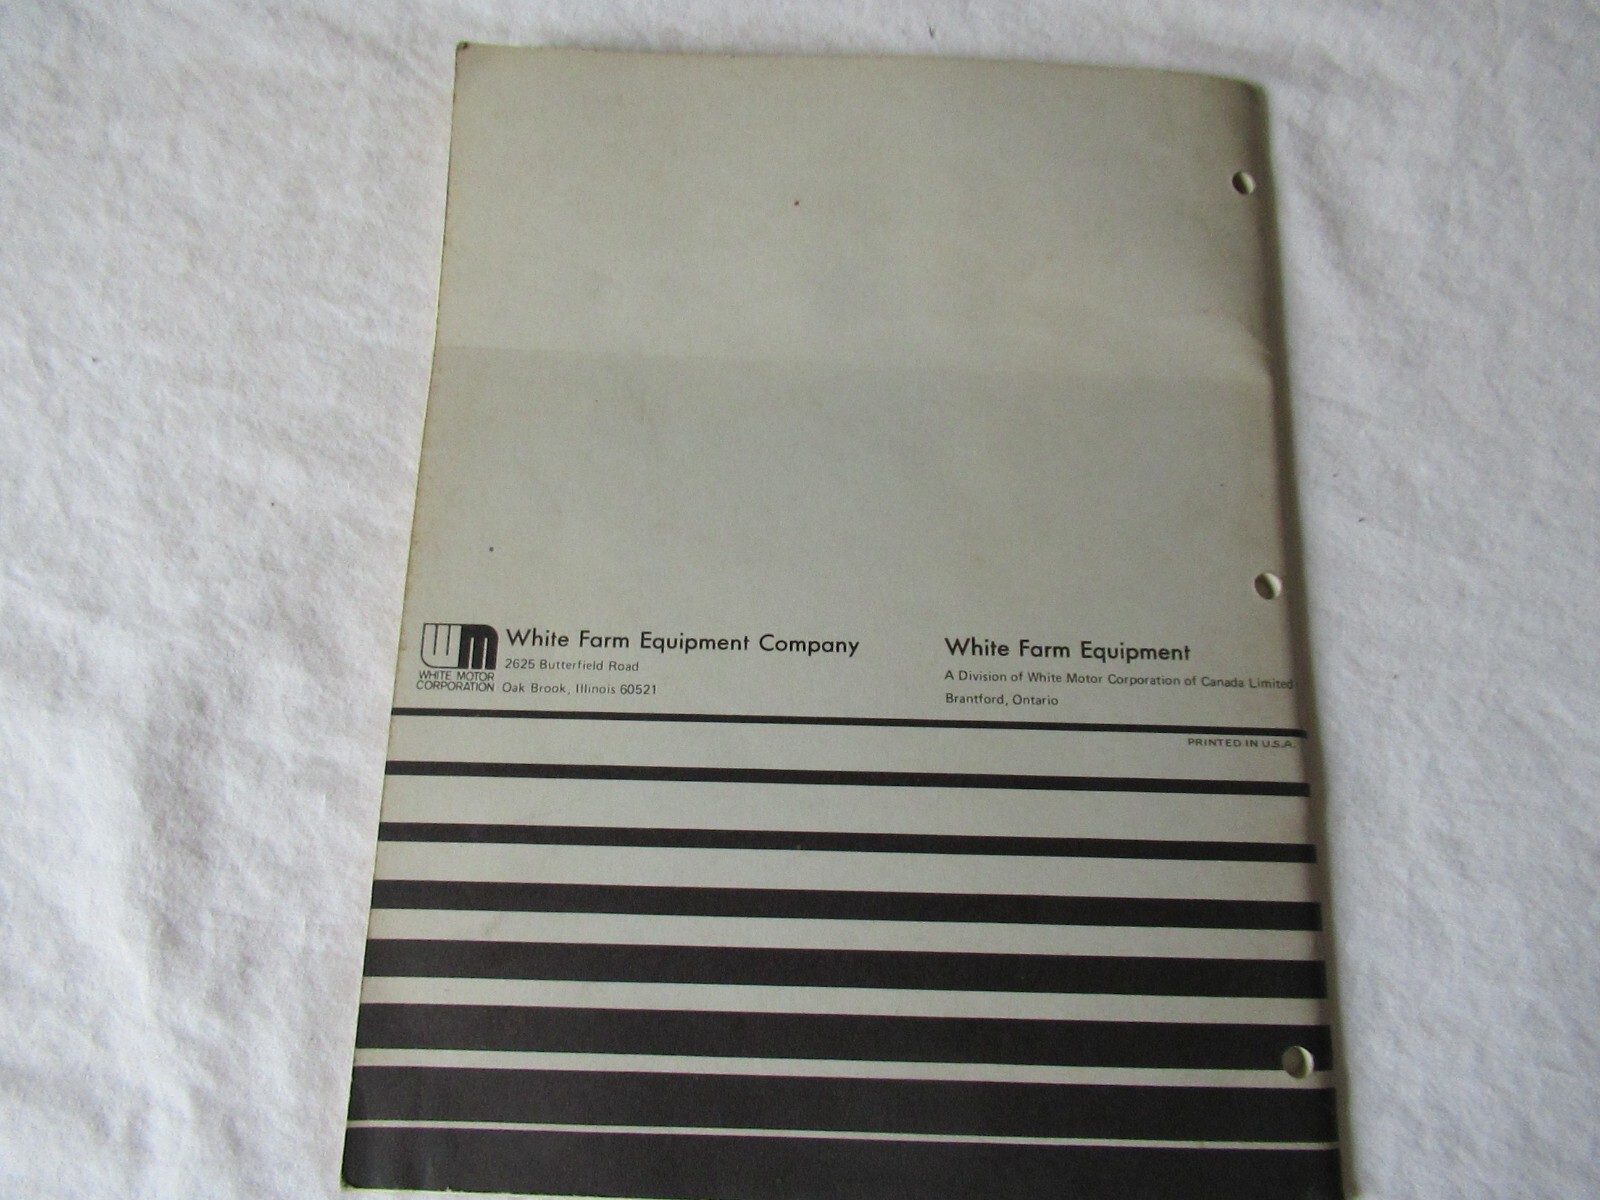 WM
WHITE MOTOR
CORPORATION
White Farm Equipment Company
2625 Butterfield Road
Oak Brook, Illinois 60521
White Farm Equipment
A Division of White Motor Corporation of Canada Limited
Brantford, Ontario
PRINTED IN U.S.A.